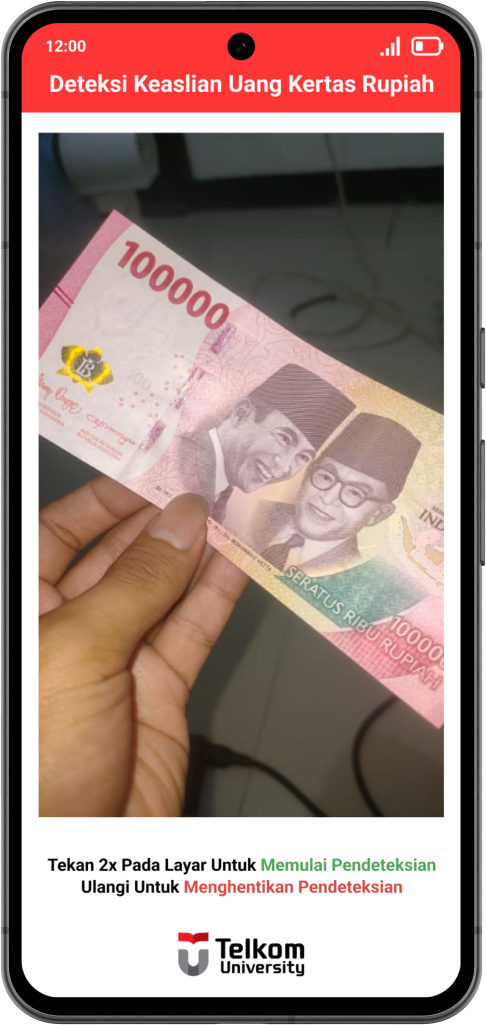 12:00
Deteksi Keaslian Uang Kertas Rupiah
100000
100
SERATUS RIBU RUPIAH
100000
Tekan 2x Pada Layar Untuk Memulai Pendeteksian
Ulangi Untuk Menghentikan Pendeteksian
Telkom
University